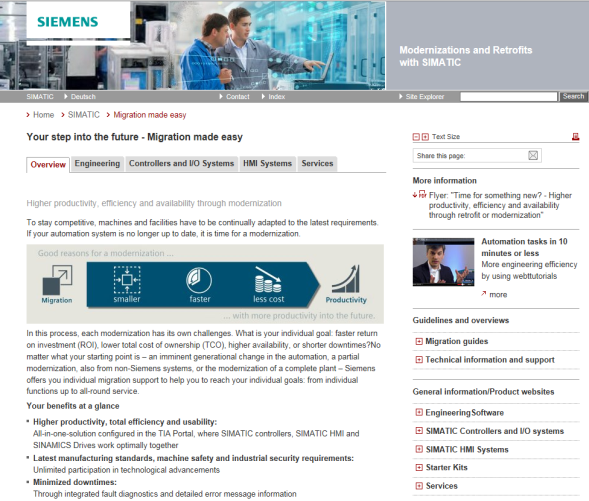 SIEMENS
Modernizations and Retrofits
with SIMATIC
SIMATIC
Deutsch
Contact
Index
Site Explorer
Search
Home
SIMATIC
Migration made easy
Your step into the future - Migration made easy
Overview
Engineering
Controllers and I/O Systems
HMI Systems
Services
Higher productivity, efficiency and availability through modernization
To stay competitive, machines and facilities have to be continually adapted to the latest requirements.
If your automation system is no longer up to date, it is time for a modernization.
Good reasons for a modernization ...
Migration
smaller
faster
less cost
Productivity
... with more productivity into the future.
In this process, each modernization has its own challenges. What is your individual goal: faster return
on investment (ROI), lower total cost of ownership (TCO), higher availability, or shorter downtimes?No
matter what your starting point is – an imminent generational change in the automation, a partial
modernization, also from non-Siemens systems, or the modernization of a complete plant – Siemens
offers you individual migration support to help you to reach your individual goals: from individual
functions up to all-round service.
Your benefits at a glance
Higher productivity, total efficiency and usability:
All-in-one-solution configured in the TIA Portal, where SIMATIC controllers, SIMATIC HMI and
SINAMICS Drives work optimally together
Latest manufacturing standards, machine safety and industrial security requirements:
Unlimited participation in technological advancements
Minimized downtimes:
Through integrated fault diagnostics and detailed error message information
Text Size
Share this page:
More information
Flyer: "Time for something new? - Higher
productivity, efficiency and availability
through retrofit or modernization"
Automation tasks in 10
minutes or less
More engineering efficiency
by using webttutorials
more
Guidelines and overviews
Migration guides
Technical information and support
General information/Product websites
EngineeringSoftware
SIMATIC Controllers and I/O systems
SIMATIC HMI Systems
Starter Kits
Services